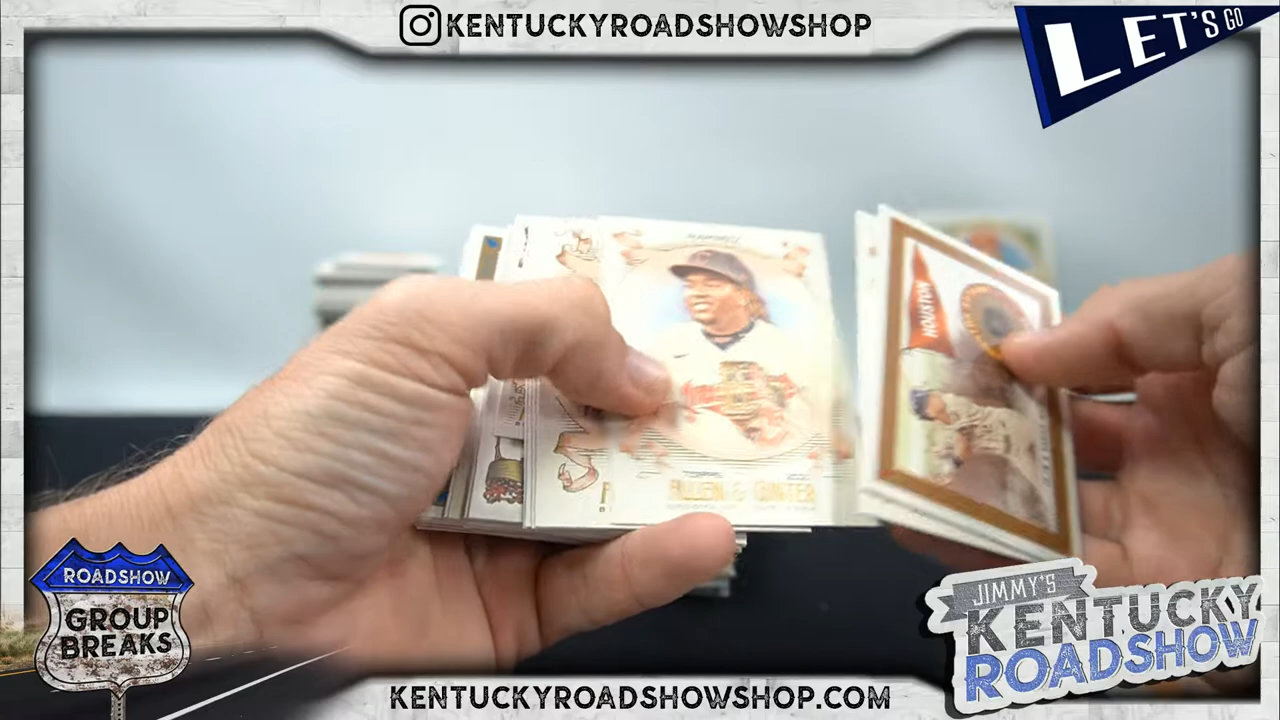 KENTUCKYROADSHOWSHOP
LET'S GO
HOUSTON
ALLEN & GINTER
ROADSHOW
GROUP
BREAKS
JIMMY'S
KENTUCKY
ROADSHOW
KENTUCKYROADSHOWSHOP.COM